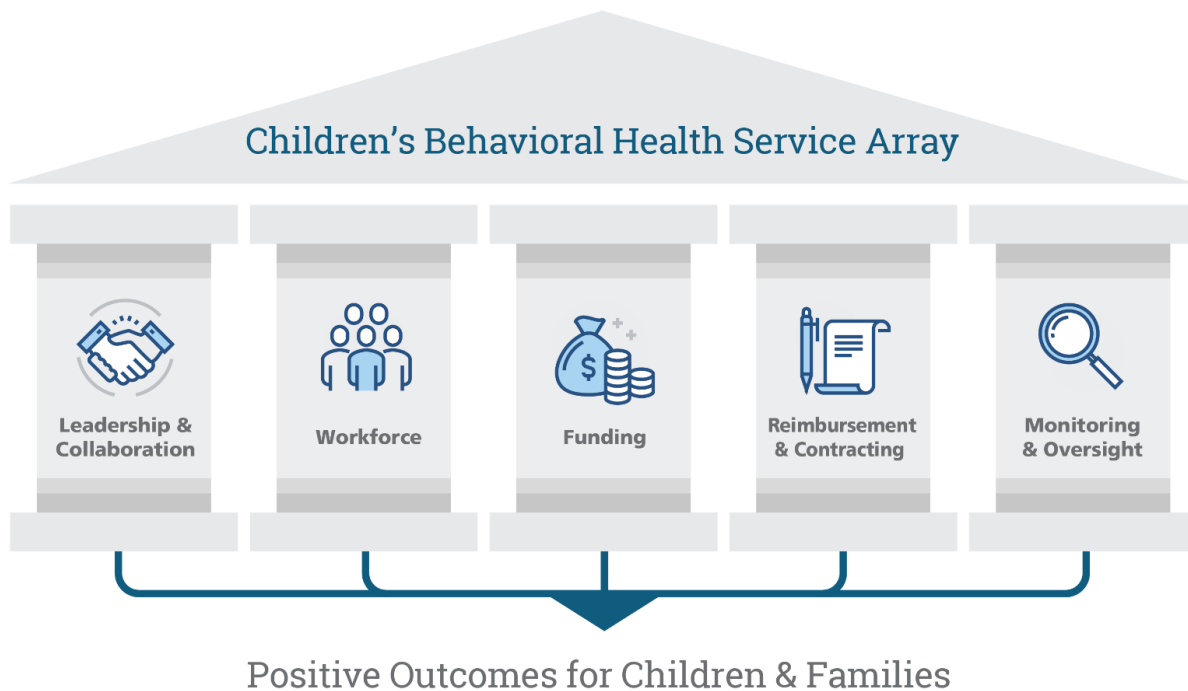 Children’s Behavioral Health Service Array
Leadership &
Collaboration
Workforce
$
Funding
Reimbursement
& Contracting
Monitoring
& Oversight
Positive Outcomes for Children & Families